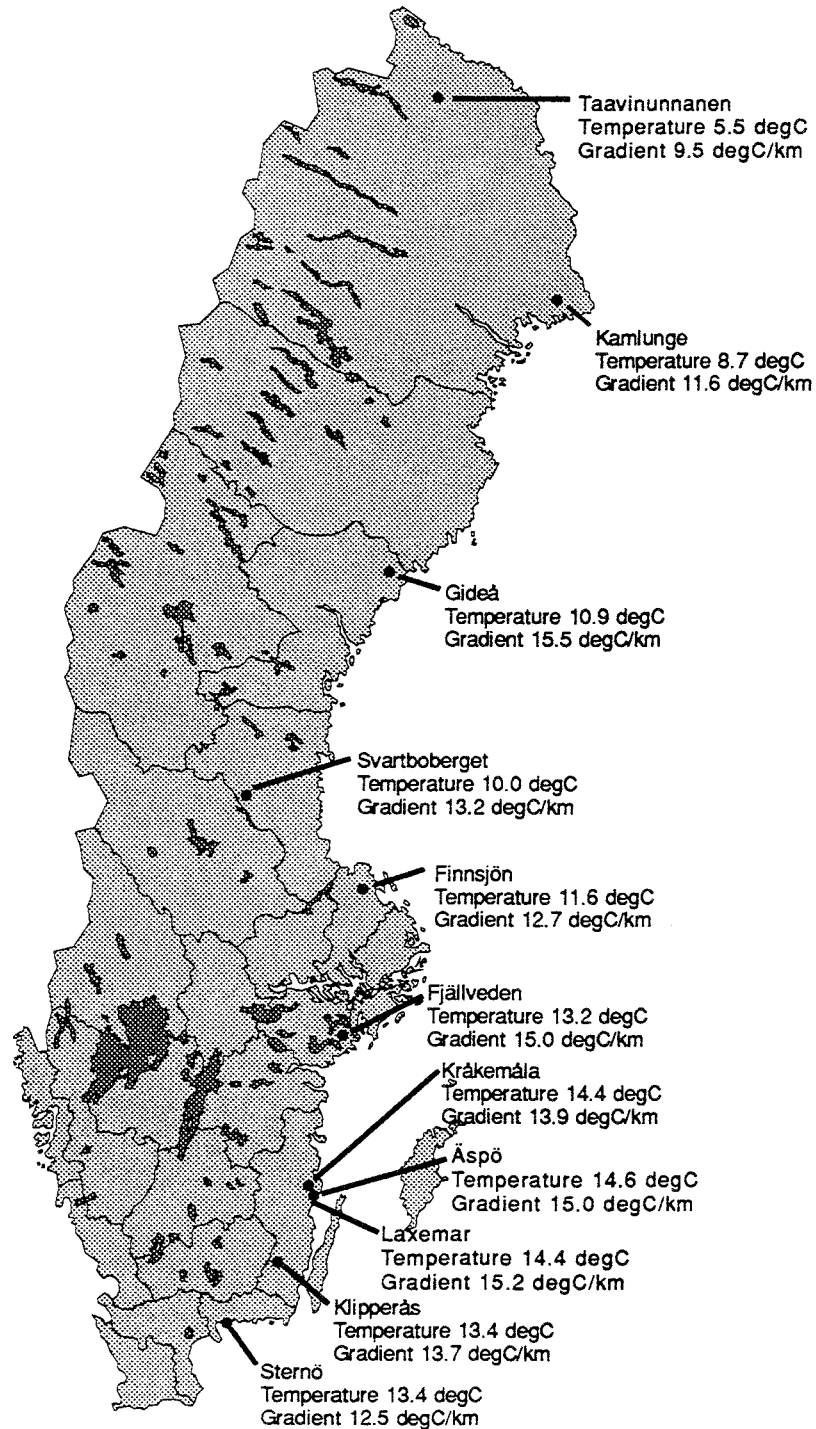 Taavinunnanen
Temperature 5.5 degC
Gradient 9.5 degC/km
Kamlunge
Temperature 8.7 degC
Gradient 11.6 degC/km
Gideå
Temperature 10.9 degC
Gradient 15.5 degC/km
Svartboberget
Temperature 10.0 degC
Gradient 13.2 degC/km
Finnsjön
Temperature 11.6 degC
Gradient 12.7 degC/km
Fjällveden
Temperature 13.2 degC
Gradient 15.0 degC/km
Kråkemåla
Temperature 14.4 degC
Gradient 13.9 degC/km
Äspö
Temperature 14.6 degC
Gradient 15.0 degC/km
Laxemar
Temperature 14.4 degC
Gradient 15.2 degC/km
Klipperås
Temperature 13.4 degC
Gradient 13.7 degC/km
Sternö
Temperature 13.4 degC
Gradient 12.5 degC/km